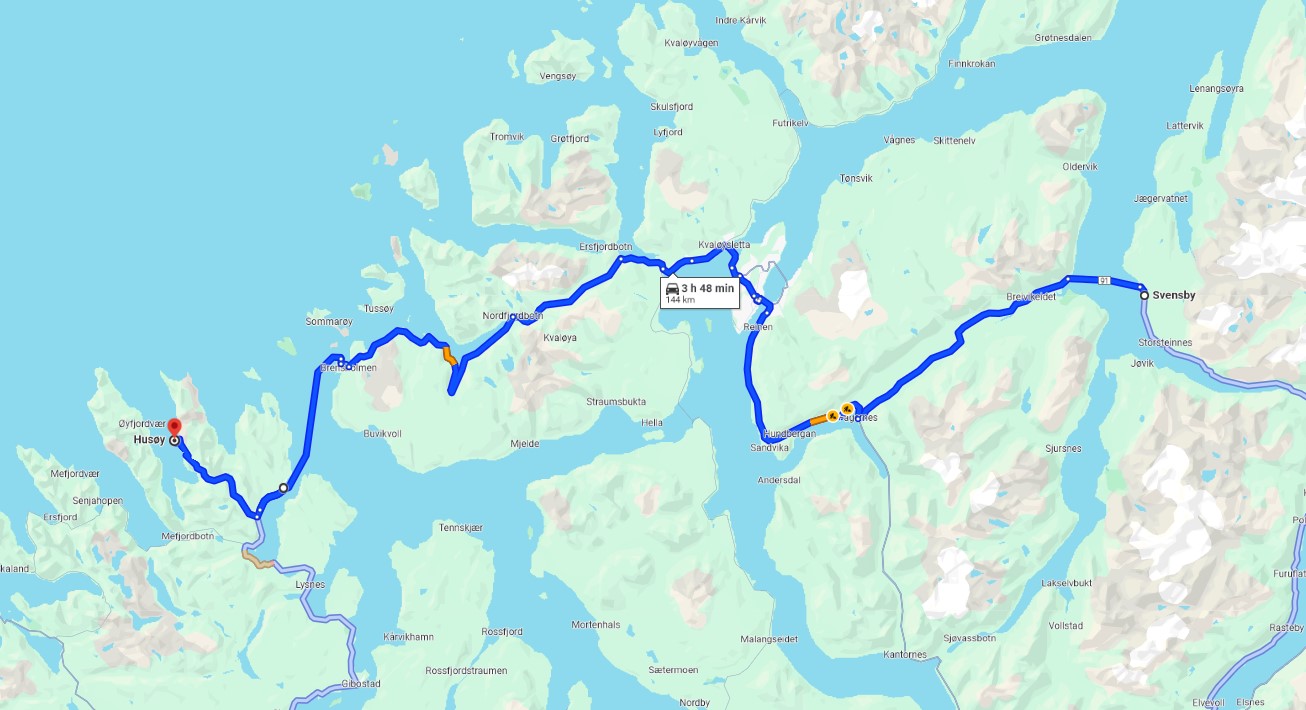 Indre Kårvik
Grøtnesdalen
Kvaløyvågen
Finnkrokan
Vengsøy
Lenangsøyra
Skulsfjord
Futrikelv
Lattervik
Tromvik
Grøtfjord
Lyfjord
Vågnes
Skittenelv
Oldervik
Tønsvik
Jægervatnet
Ersfjordbotn
Kvaløysletta
91
3 h 48 min
144 km
Svensby
Breivikeidet
Tussøy
Sommarøy
Nordfjordbotn
Reinen
Kvaløya
Storsteinnes
Jøvik
Brensholmen
Straumsbukta
Øyfjordvær
Husøy
Hella
Buvikvoll
Mjelde
Hundbergan
Sandvika
Sjursnes
Mefjordvær
Andersdal
Senjahopen
Ersfjord
Tennskjær
Mefjordbotn
kaland
Lysnes
Lakselvbukt
Furuflat
Mortenhals
Vollstad
Rasteby
Kårvikhamn
Rossfjord
Malangseidet
Sjøvassbotn
Kantornes
Rossfjordstraumen
Sætermoen
Gibostad
Nordby
Elvevoll
Elsnes